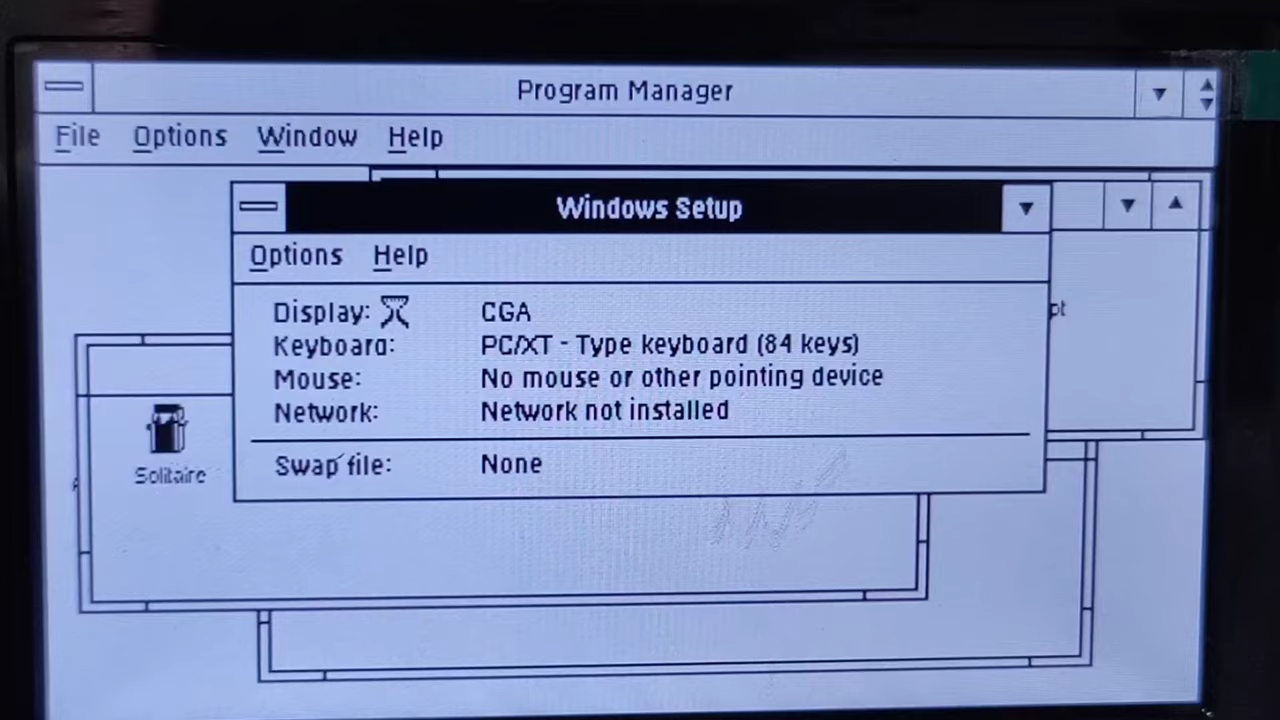 Program Manager
File Options Window Help
Windows Setup
Options Help
Display: CGA
Keyboard: PC/XT - Type keyboard (84 keys)
Mouse: No mouse or other pointing device
Network: Network not installed
Swap file: None
pt
Solitaire